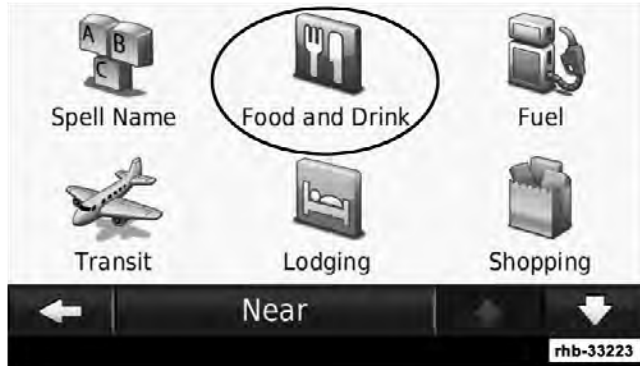 A B C
Spell Name
Food and Drink
Fuel
Transit
Lodging
Shopping
Near
rhb-33223